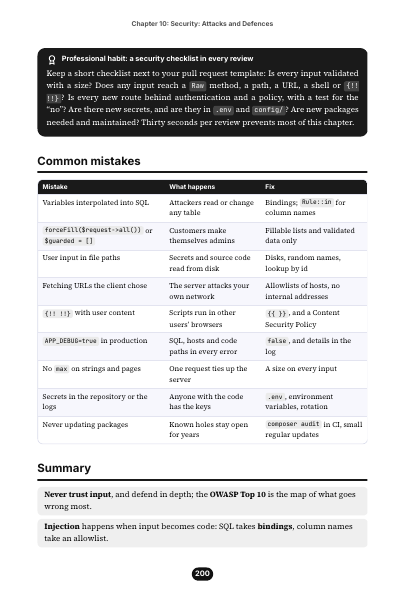 Chapter 10: Security: Attacks and Defences
Professional habit: a security checklist in every review
Keep a short checklist next to your pull request template: Is every input validated
with a size? Does any input reach a Raw method, a path, a URL, a shell or {!!
!!}? Is every new route behind authentication and a policy, with a test for the
“no”? Are there new secrets, and are they in .env and config/? Are new packages
needed and maintained? Thirty seconds per review prevents most of this chapter.
Common mistakes
Mistake What happens Fix
Variables interpolated into SQL Attackers read or change Bindings; Rule::in for
any table column names
forceFill($request->all()) or Customers make Fillable lists and validated
$guarded = [] themselves admins data only
User input in file paths Secrets and source code Disks, random names,
read from disk lookup by id
Fetching URLs the client chose The server attacks your Allowlists of hosts, no
own network internal addresses
{!! !!} with user content Scripts run in other {{ }}, and a Content
users’ browsers Security Policy
APP_DEBUG=true in production SQL, hosts and code false, and details in the
paths in every error log
No max on strings and pages One request ties up the A size on every input
server
Secrets in the repository or the Anyone with the code .env, environment
logs has the keys variables, rotation
Never updating packages Known holes stay open composer audit in CI, small
for years regular updates
Summary
Never trust input, and defend in depth; the OWASP Top 10 is the map of what goes
wrong most.
Injection happens when input becomes code: SQL takes bindings, column names
take an allowlist.
200